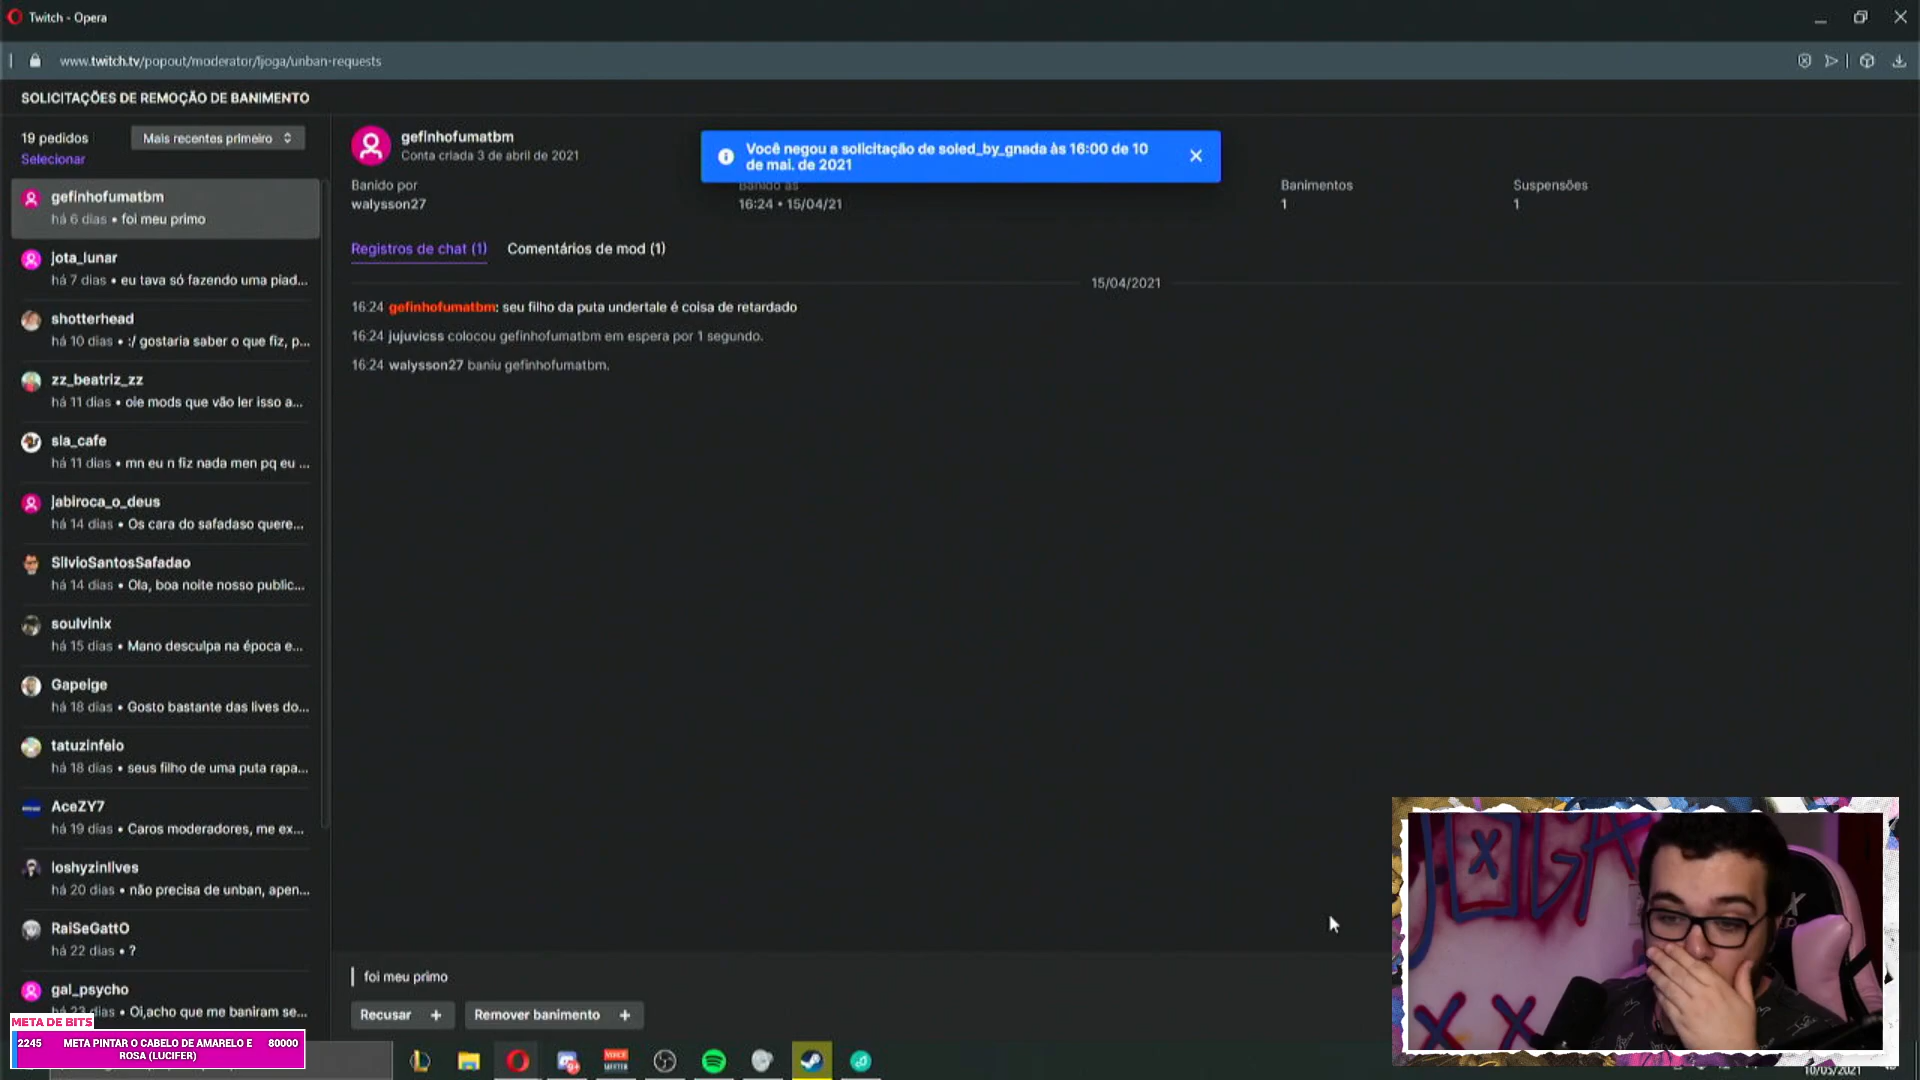 Twitch - Opera
www.twitch.tv/popout/moderator/ljoga/unban-requests
SOLICITAÇÕES DE REMOÇÃO DE BANIMENTO
19 pedidos
Mais recentes primeiro
Selecionar
gefinhofumatbm
há 6 dias • foi meu primo
jota_lunar
há 7 dias • eu tava só fazendo uma piad...
shotterhead
há 10 dias • :/ gostaria saber o que fiz, p...
zz_beatriz_zz
há 11 dias • oie mods que vão ler isso a...
sla_cafe
há 11 dias • mn eu n fiz nada men pq eu ...
jabiroca_o_deus
há 14 dias • Os cara do safadaso quere...
SilvioSantosSafadao
há 14 dias • Ola, boa noite nosso public...
soulvinix
há 15 dias • Mano desculpa na época e...
Gapeige
há 18 dias • Gosto bastante das lives do...
tatuzinfeio
há 18 dias • seus filho de uma puta rapa...
AceZY7
há 19 dias • Caros moderadores, me ex...
loshyzinlives
há 20 dias • não precisa de unban, apen...
RaiSeGattO
há 22 dias • ?
gal_psycho
há 23 dias • Oi,acho que me baniram se...
gefinhofumatbm
Conta criada 3 de abril de 2021
Você negou a solicitação de soled_by_gnada às 16:00 de 10
de mai. de 2021
Banido por
walysson27
Banido às
16:24 • 15/04/21
Banimentos
1
Suspensões
1
Registros de chat (1)
Comentários de mod (1)
15/04/2021
16:24 gefinhofumatbm: seu filho da puta undertale é coisa de retardado
16:24 jujuvicss colocou gefinhofumatbm em espera por 1 segundo.
16:24 walysson27 baniu gefinhofumatbm.
foi meu primo
Recusar +
Remover banimento +
META DE BITS
2245 META PINTAR O CABELO DE AMARELO E 80000
ROSA (LUCIFER)
JOGA
10/05/2021